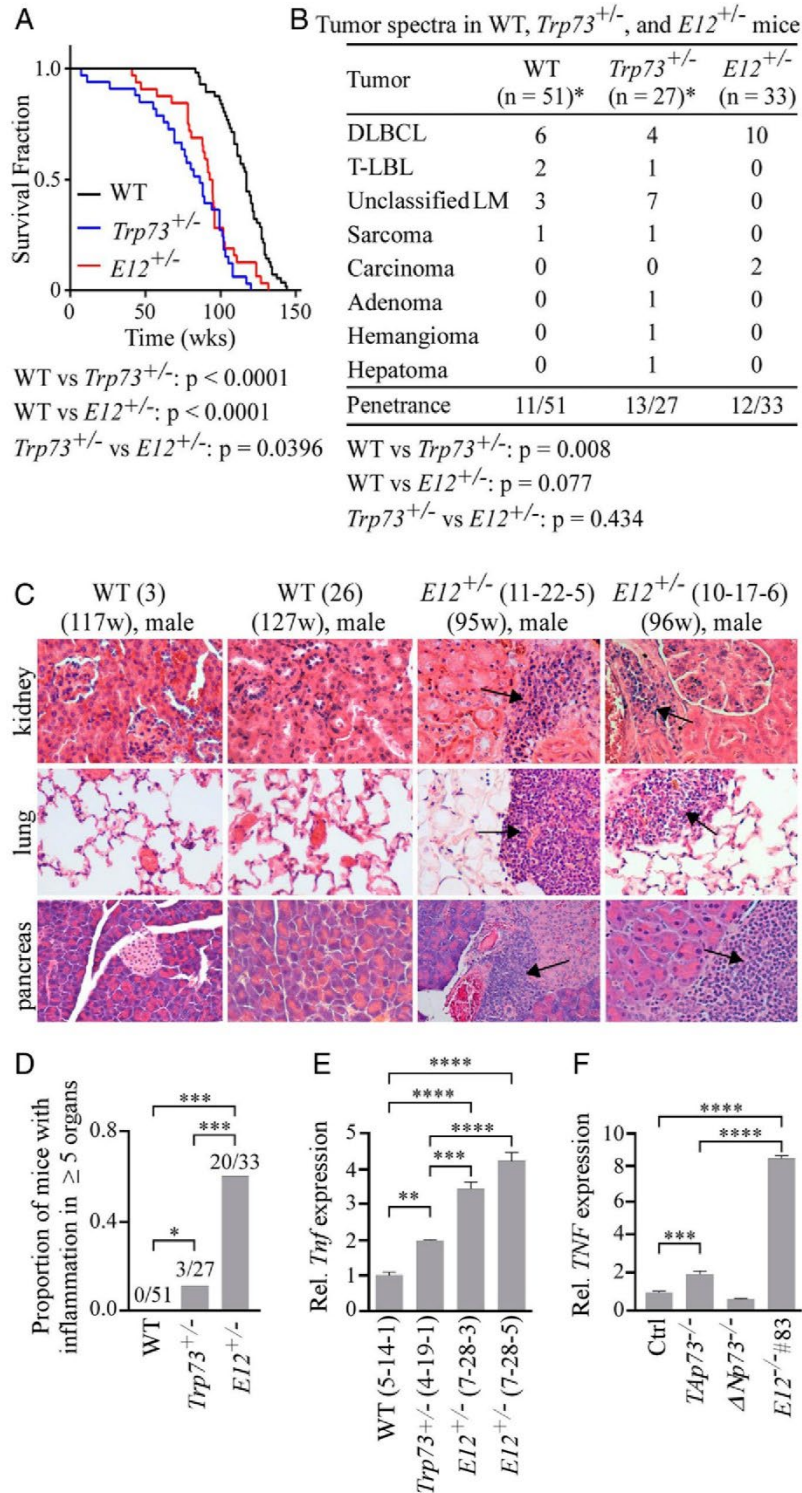 A
1.0
0.5
0
Survival Fraction
WT
Trp73+/-
E12+/-
0 50 100 150
Time (wks)
WT vs Trp73+/-: p < 0.0001
WT vs E12+/-: p < 0.0001
Trp73+/- vs E12+/-: p = 0.0396
B Tumor spectra in WT, Trp73+/-, and E12+/- mice
Tumor WT (n = 51)* Trp73+/- (n = 27)* E12+/- (n = 33)
DLBCL 6 4 10
T-LBL 2 1 0
Unclassified LM 3 7 0
Sarcoma 1 1 0
Carcinoma 0 0 2
Adenoma 0 1 0
Hemangioma 0 1 0
Hepatoma 0 1 0
Penetrance 11/51 13/27 12/33
WT vs Trp73+/-: p = 0.008
WT vs E12+/-: p = 0.077
Trp73+/- vs E12+/-: p = 0.434
C
WT (3) WT (26) E12+/- (11-22-5) E12+/- (10-17-6)
(117w), male (127w), male (95w), male (96w), male
kidney
lung
pancreas
D
Proportion of mice with
inflammation in ≥ 5 organs
0.8
0.4
0.0
***
***
*
0/51
3/27
20/33
WT
Trp73+/-
E12+/-
E
Rel. Tnf expression
5
4
3
2
1
0
****
****
****
***
**
WT (5-14-1)
Trp73+/- (4-19-1)
E12+/- (7-28-3)
E12+/- (7-28-5)
F
Rel. TNF expression
10
8
6
4
2
0
****
****
***
Ctrl
TAp73-/-
ΔNp73-/-
E12-/-#83